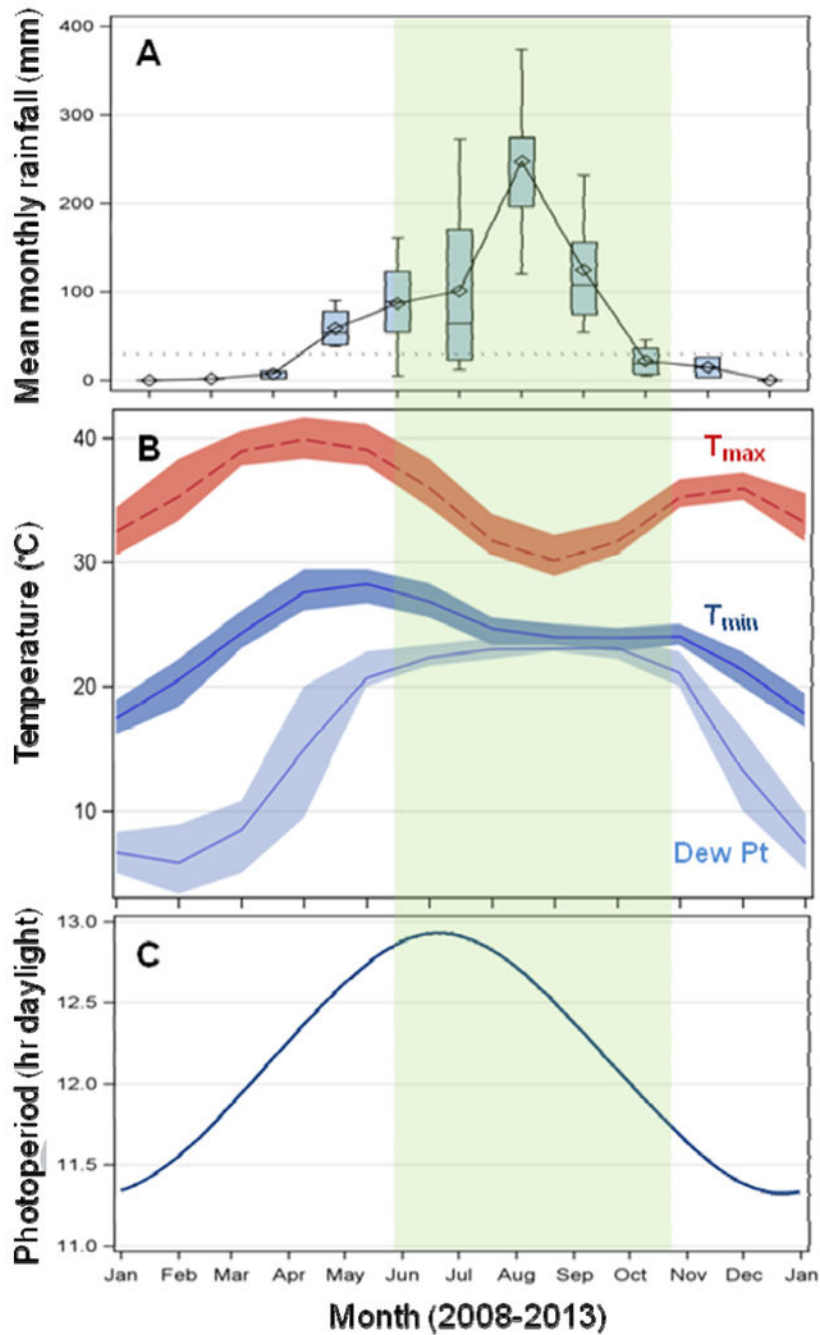 A
Mean monthly rainfall (mm)
400
300
200
100
0
B
Temperature (°C)
40
30
20
10
Tmax
Tmin
Dew Pt
C
Photoperiod (hr daylight)
13.0
12.5
12.0
11.5
11.0
Jan Feb Mar Apr May Jun Jul Aug Sep Oct Nov Dec Jan
Month (2008-2013)